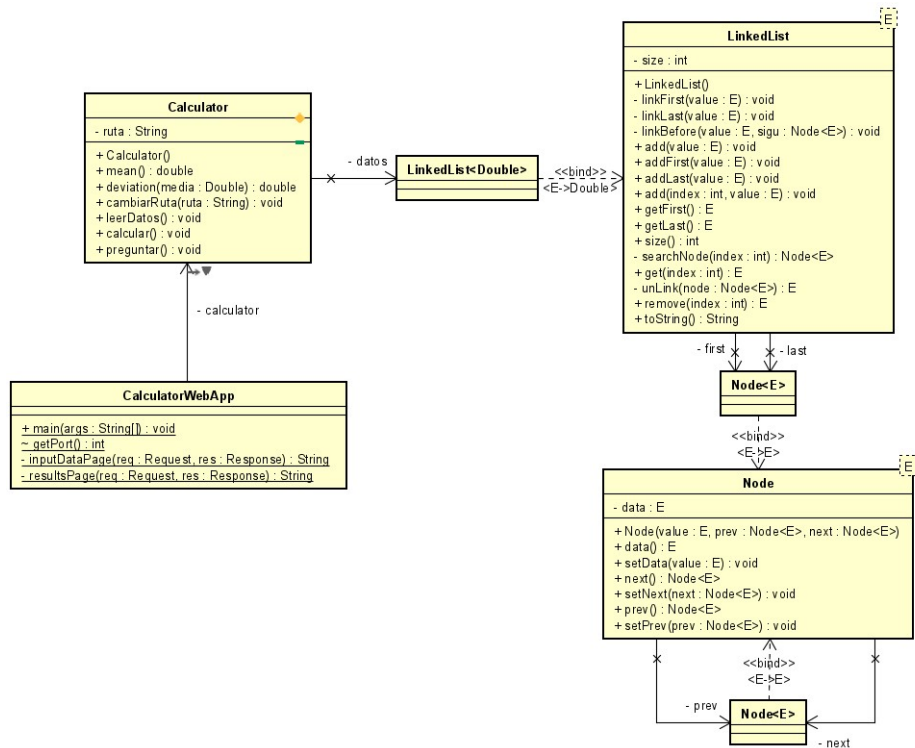 Calculator
- ruta : String
+ Calculator()
+ mean() : double
+ deviation(media : Double) : double
+ cambiarRuta(ruta : String) : void
+ leerDatos() : void
+ calcular() : void
+ preguntar() : void
- datos
LinkedList<Double>
<<bind>>
<E->Double>
E
LinkedList
- size : int
+ LinkedList()
- linkFirst(value : E) : void
- linkLast(value : E) : void
- linkBefore(value : E, sigu : Node<E>) : void
+ add(value : E) : void
+ addFirst(value : E) : void
+ addLast(value : E) : void
+ add(index : int, value : E) : void
+ getFirst() : E
+ getLast() : E
+ size() : int
- searchNode(index : int) : Node<E>
+ get(index : int) : E
- unLink(node : Node<E>) : E
+ remove(index : int) : E
+ toString() : String
- calculator
CalculatorWebApp
+ main(args : String[]) : void
~ getPort() : int
- inputDataPage(req : Request, res : Response) : String
- resultsPage(req : Request, res : Response) : String
- first
- last
Node<E>
<<bind>>
<E->E>
E
Node
- data : E
+ Node(value : E, prev : Node<E>, next : Node<E>)
+ data() : E
+ setData(value : E) : void
+ next() : Node<E>
+ setNext(next : Node<E>) : void
+ prev() : Node<E>
+ setPrev(prev : Node<E>) : void
<<bind>>
<E->E>
- prev
Node<E>
- next